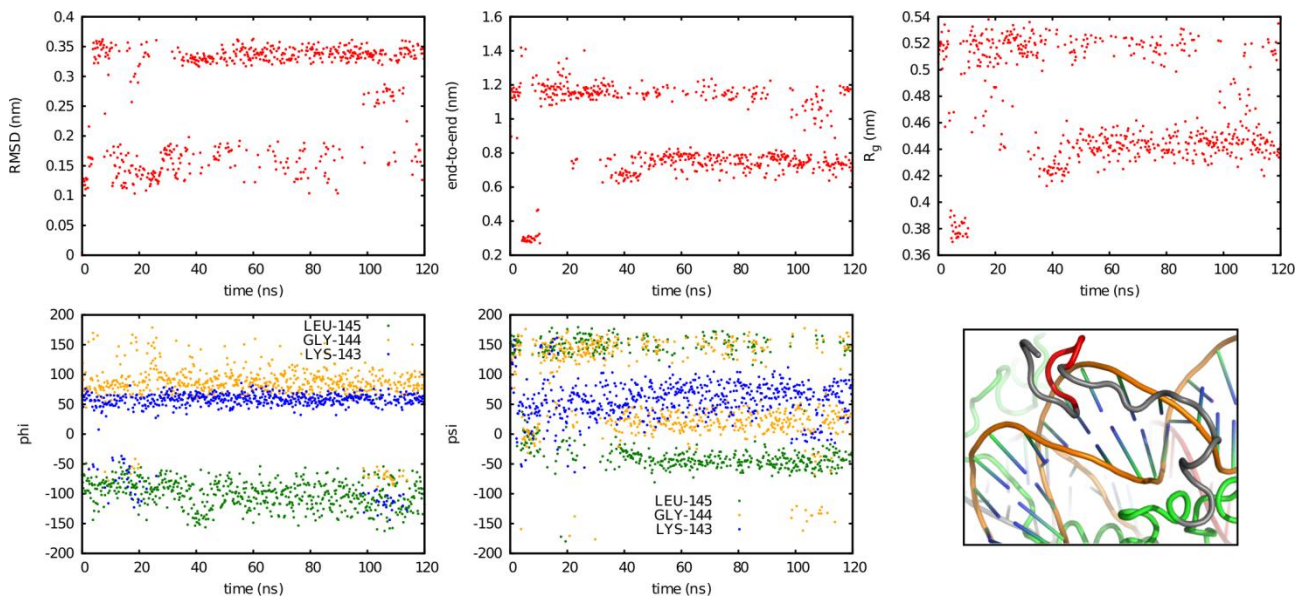 RMSD (nm)
0.4
0.35
0.3
0.25
0.2
0.15
0.1
0.05
0
0 20 40 60 80 100 120
time (ns)
end-to-end (nm)
1.6
1.4
1.2
1
0.8
0.6
0.4
0.2
0 20 40 60 80 100 120
time (ns)
Rg (nm)
0.54
0.52
0.5
0.48
0.46
0.44
0.42
0.4
0.38
0.36
0 20 40 60 80 100 120
time (ns)
phi
200
150
100
50
0
-50
-100
-150
-200
LEU-145
GLY-144
LYS-143
0 20 40 60 80 100 120
time (ns)
psi
200
150
100
50
0
-50
-100
-150
-200
LEU-145
GLY-144
LYS-143
0 20 40 60 80 100 120
time (ns)